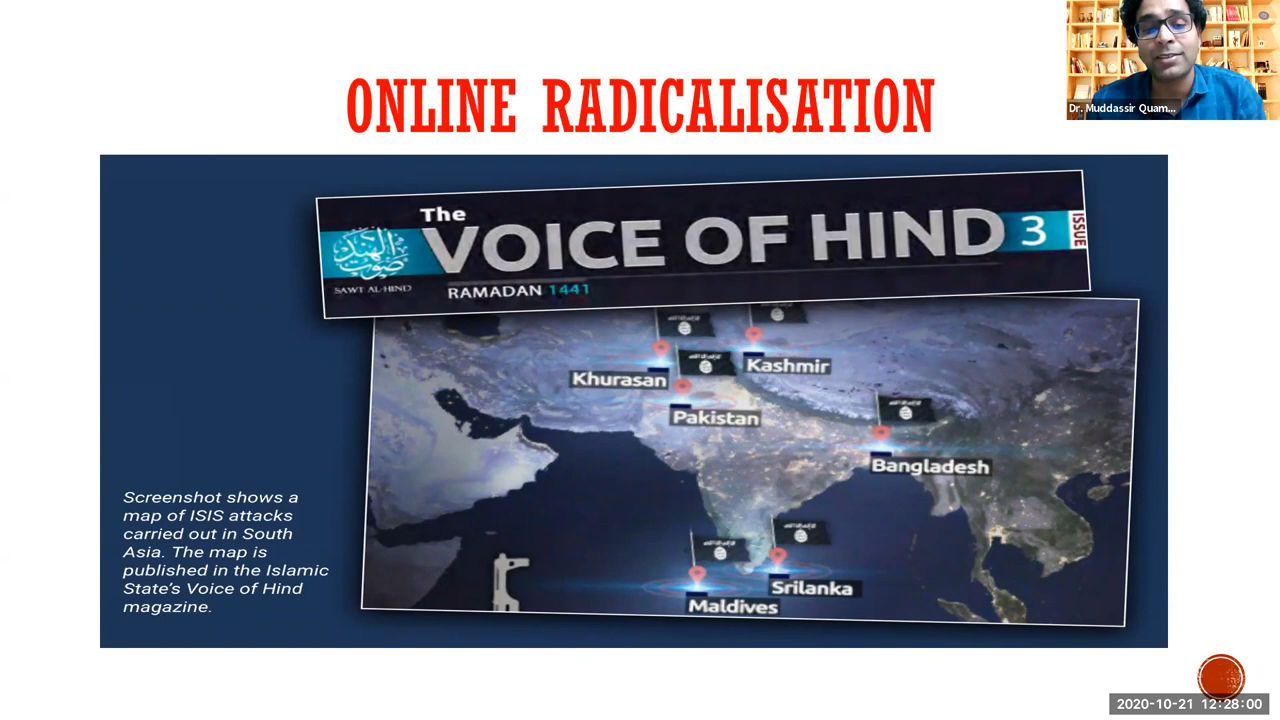 ONLINE RADICALISATION
Dr. Muddassir Quam...
The
VOICE OF HIND
3
ISSUE
صوت الهند
SAWT AL-HIND
RAMADAN 1441
Khurasan
Kashmir
Pakistan
Bangladesh
Srilanka
Maldives
Screenshot shows a
map of ISIS attacks
carried out in South
Asia. The map is
published in the Islamic
State's Voice of Hind
magazine.
2020-10-21 12:28:00